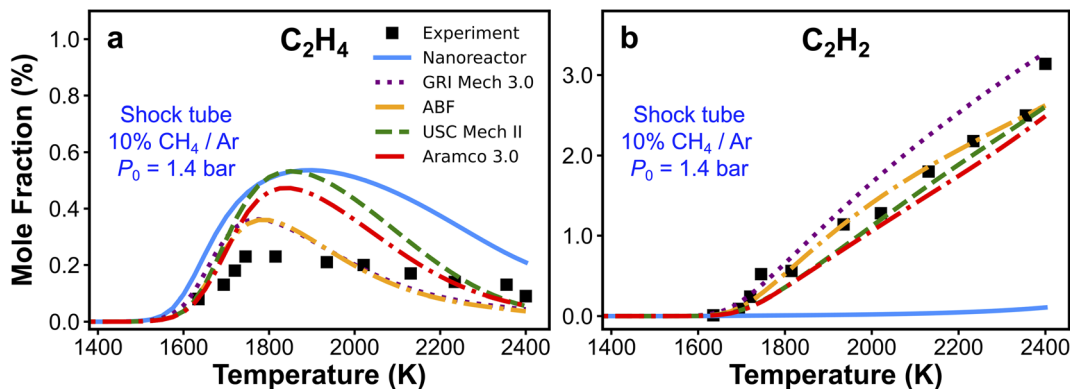 a
C₂H₄
Experiment
Nanoreactor
GRI Mech 3.0
ABF
USC Mech II
Aramco 3.0
Shock tube
10% CH₄ / Ar
P₀ = 1.4 bar
Mole Fraction (%)
1.0
0.8
0.6
0.4
0.2
0.0
1400 1600 1800 2000 2200 2400
Temperature (K)
b
C₂H₂
Shock tube
10% CH₄ / Ar
P₀ = 1.4 bar
3.0
2.0
1.0
0.0
1400 1600 1800 2000 2200 2400
Temperature (K)